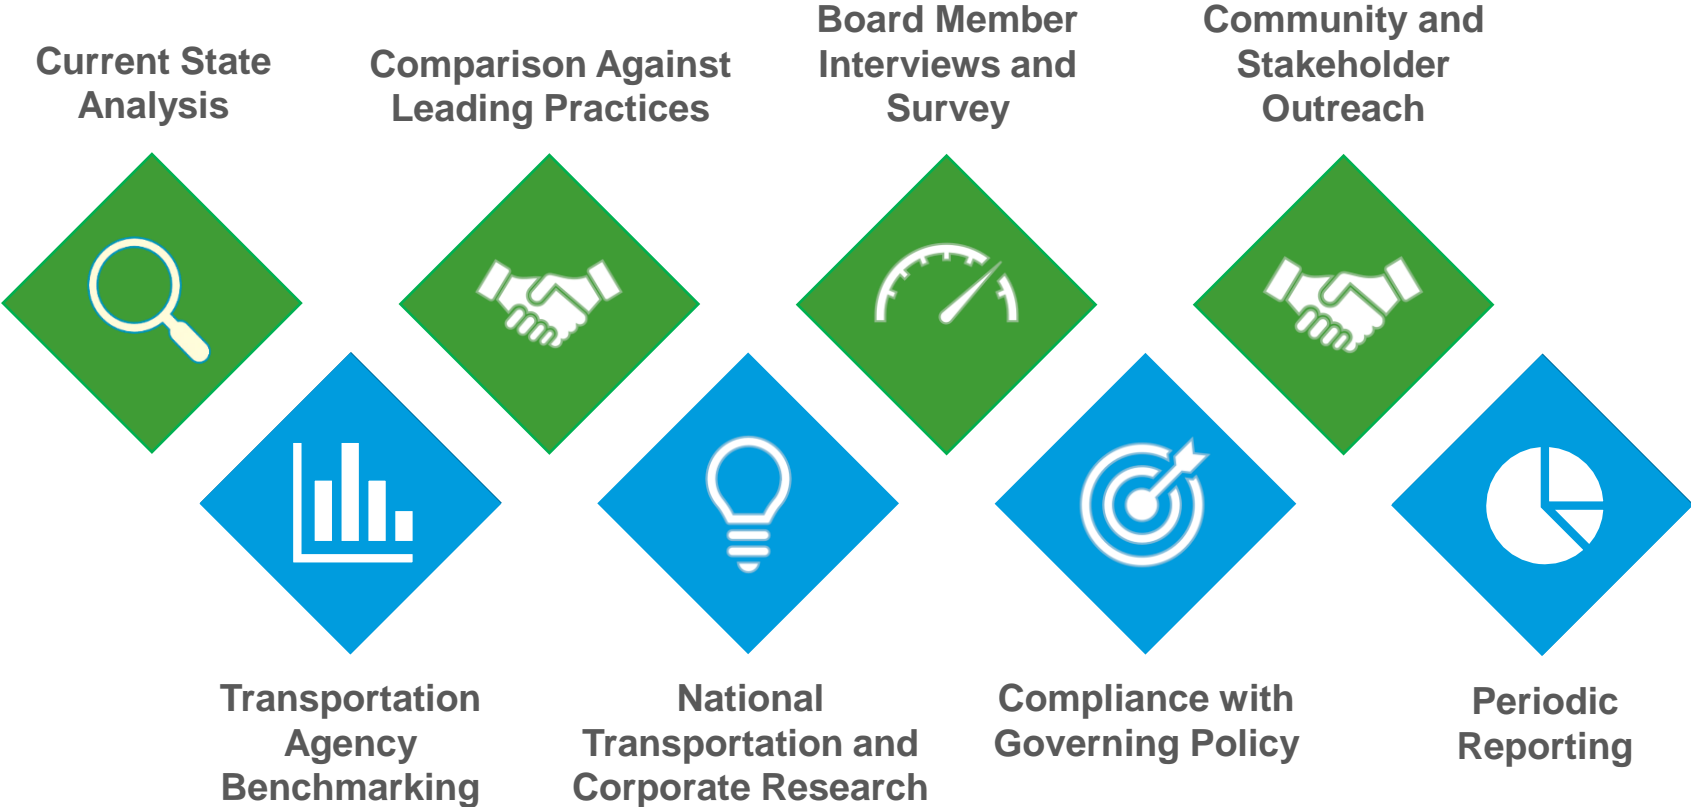 Current State
Analysis
Comparison Against
Leading Practices
Board Member
Interviews and
Survey
Community and
Stakeholder
Outreach
Transportation
Agency
Benchmarking
National
Transportation and
Corporate Research
Compliance with
Governing Policy
Periodic
Reporting